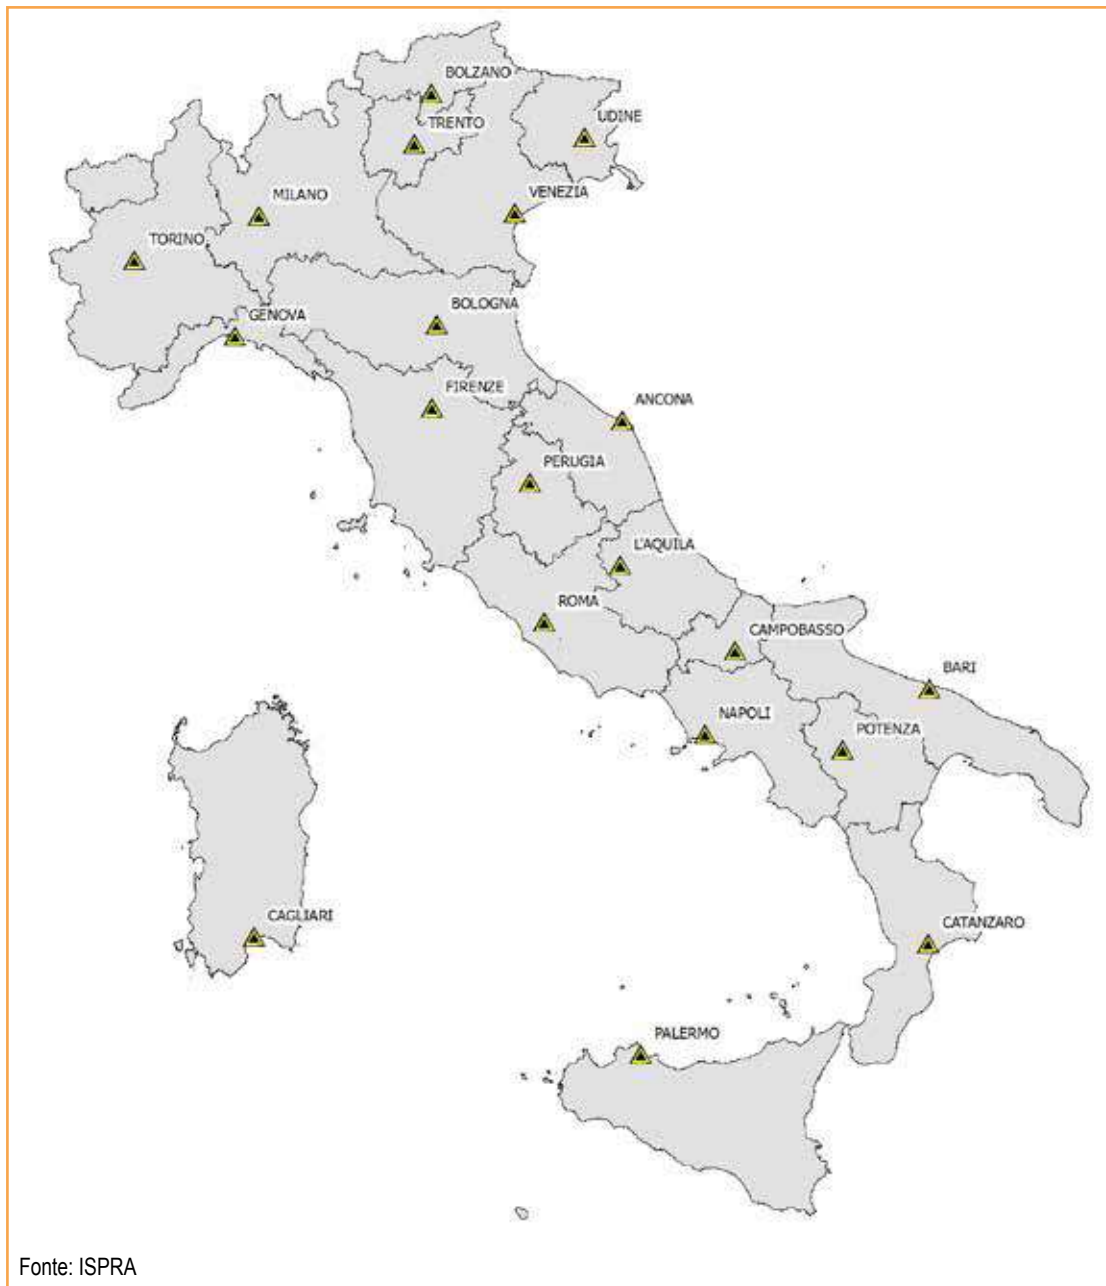 BOLZANO
UDINE
TRENTO
VENEZIA
MILANO
TORINO
BOLOGNA
GENOVA
FIRENZE
ANCONA
PERUGIA
L'AQUILA
ROMA
CAMPOBASSO
BARI
NAPOLI
POTENZA
CAGLIARI
CATANZARO
PALERMO
Fonte: ISPRA